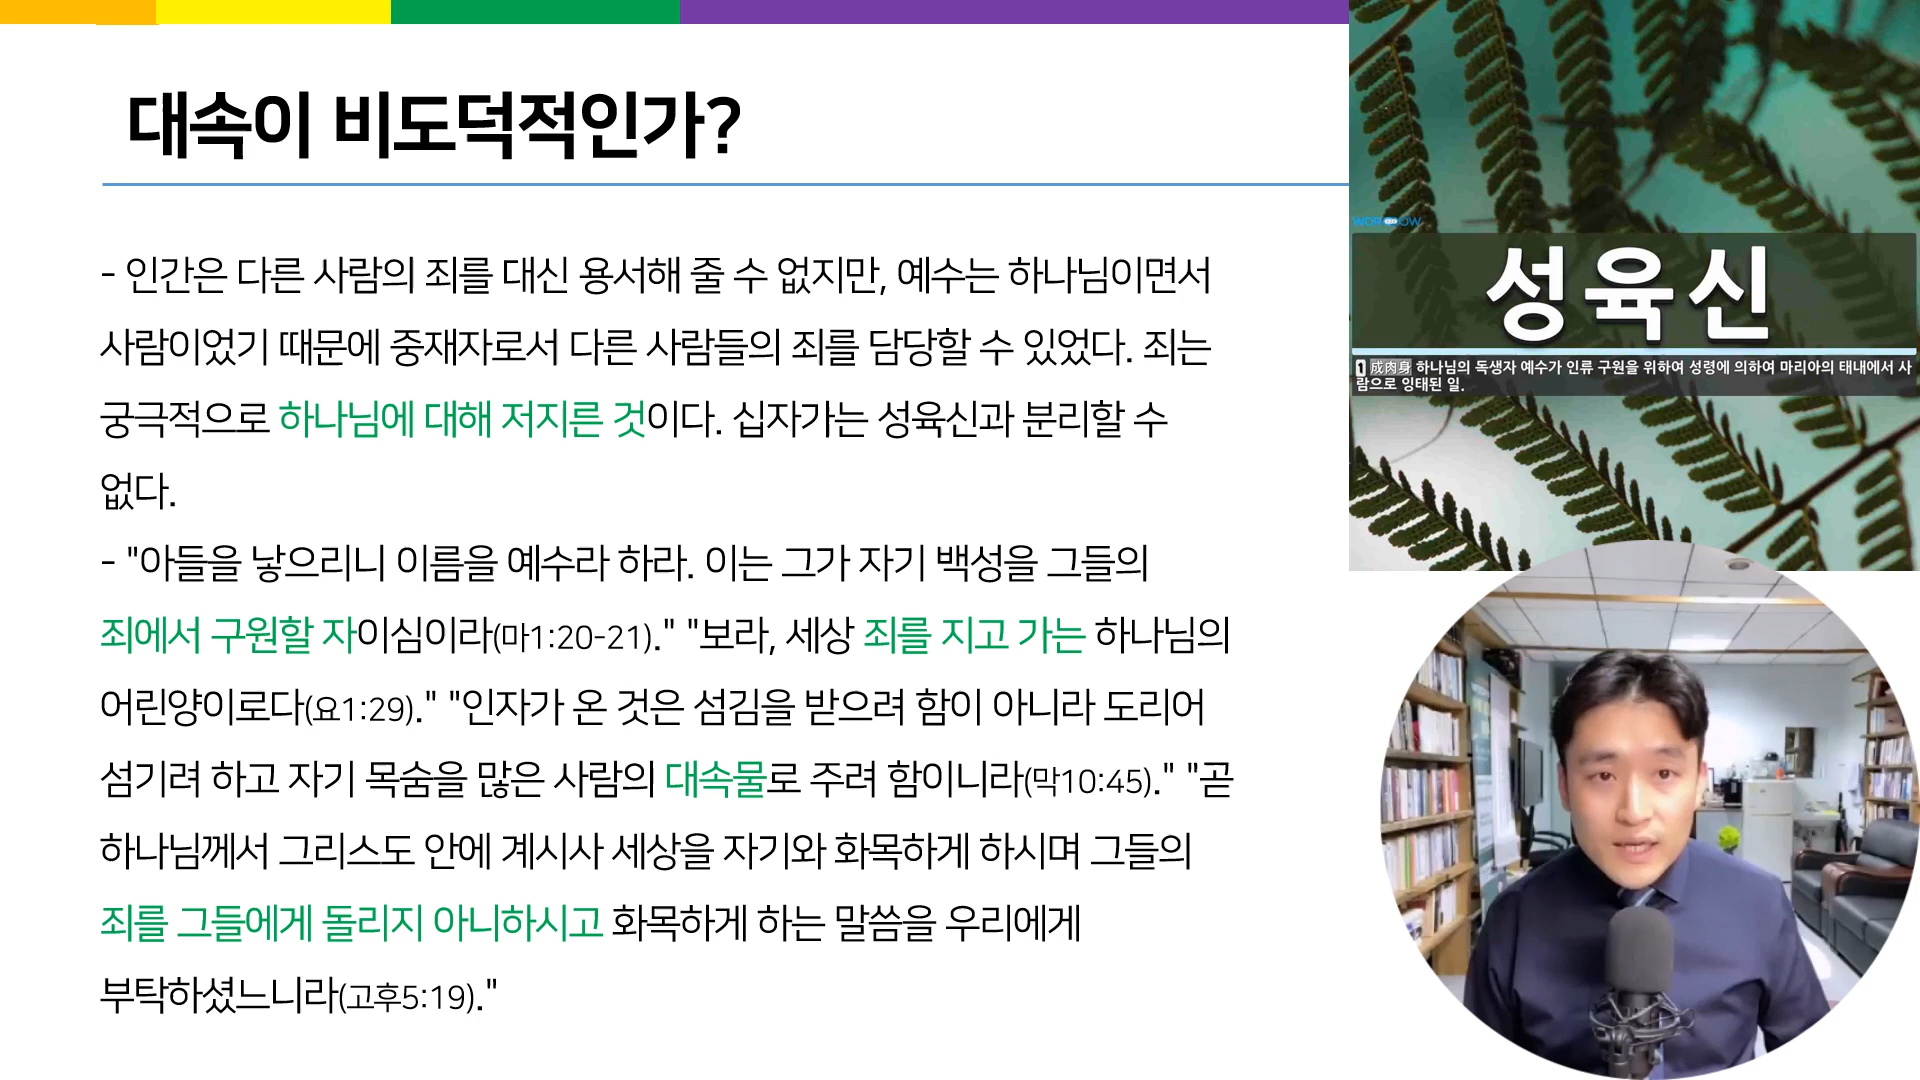 대속이 비도덕적인가?
- 인간은 다른 사람의 죄를 대신 용서해 줄 수 없지만, 예수는 하나님이면서
사람이었기 때문에 중재자로서 다른 사람들의 죄를 담당할 수 있었다. 죄는
궁극적으로 하나님에 대해 저지른 것이다. 십자가는 성육신과 분리할 수
없다.
- "아들을 낳으리니 이름을 예수라 하라. 이는 그가 자기 백성을 그들의
죄에서 구원할 자이심이라(마1:20-21)." "보라, 세상 죄를 지고 가는 하나님의
어린양이로다(요1:29)." "인자가 온 것은 섬김을 받으려 함이 아니라 도리어
섬기려 하고 자기 목숨을 많은 사람의 대속물로 주려 함이니라(막10:45)." "곧
하나님께서 그리스도 안에 계시사 세상을 자기와 화목하게 하시며 그들의
죄를 그들에게 돌리지 아니하시고 화목하게 하는 말씀을 우리에게
부탁하셨느니라(고후5:19)."
성육신
1 成肉身 하나님의 독생자 예수가 인류 구원을 위하여 성령에 의하여 마리아의 태내에서 사
람으로 잉태된 일.